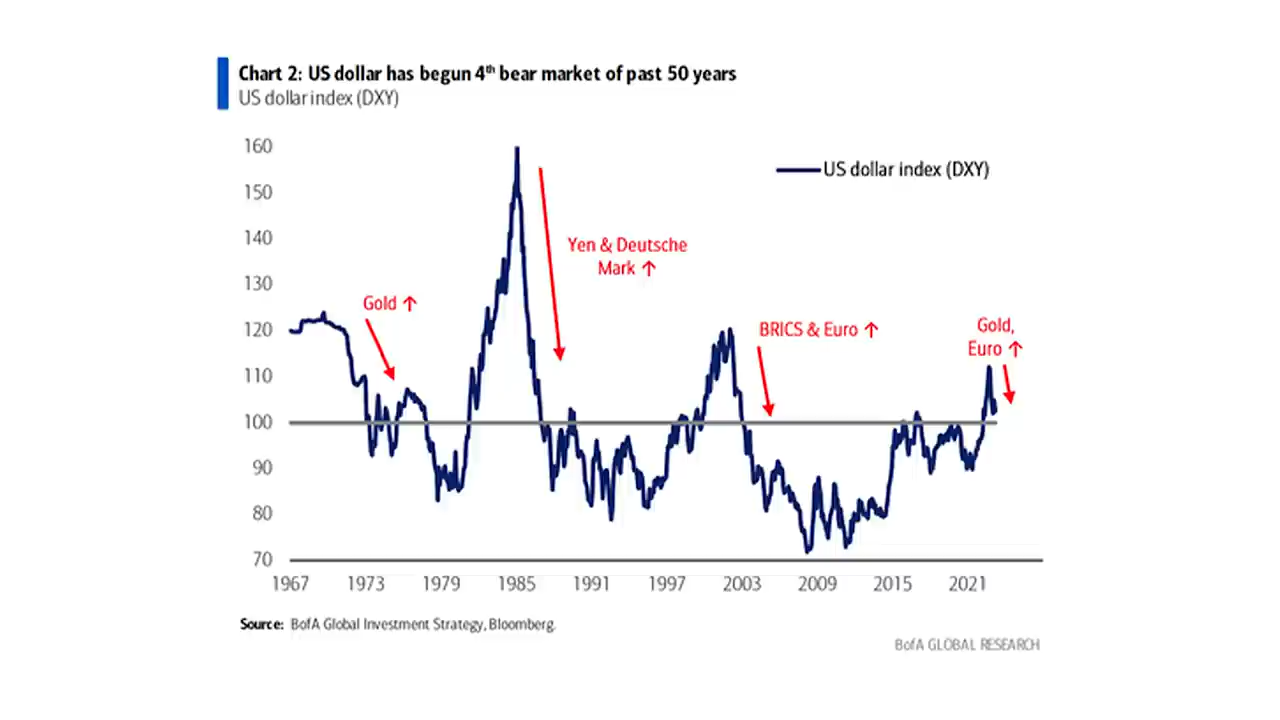 Chart 2: US dollar has begun 4th bear market of past 50 years
US dollar index (DXY)
160
150
140
130
120
110
100
90
80
70
US dollar index (DXY)
Gold ↑
Yen & Deutsche
Mark ↑
BRICS & Euro ↑
Gold,
Euro ↑
1967 1973 1979 1985 1991 1997 2003 2009 2015 2021
Source: BofA Global Investment Strategy, Bloomberg.
BofA GLOBAL RESEARCH